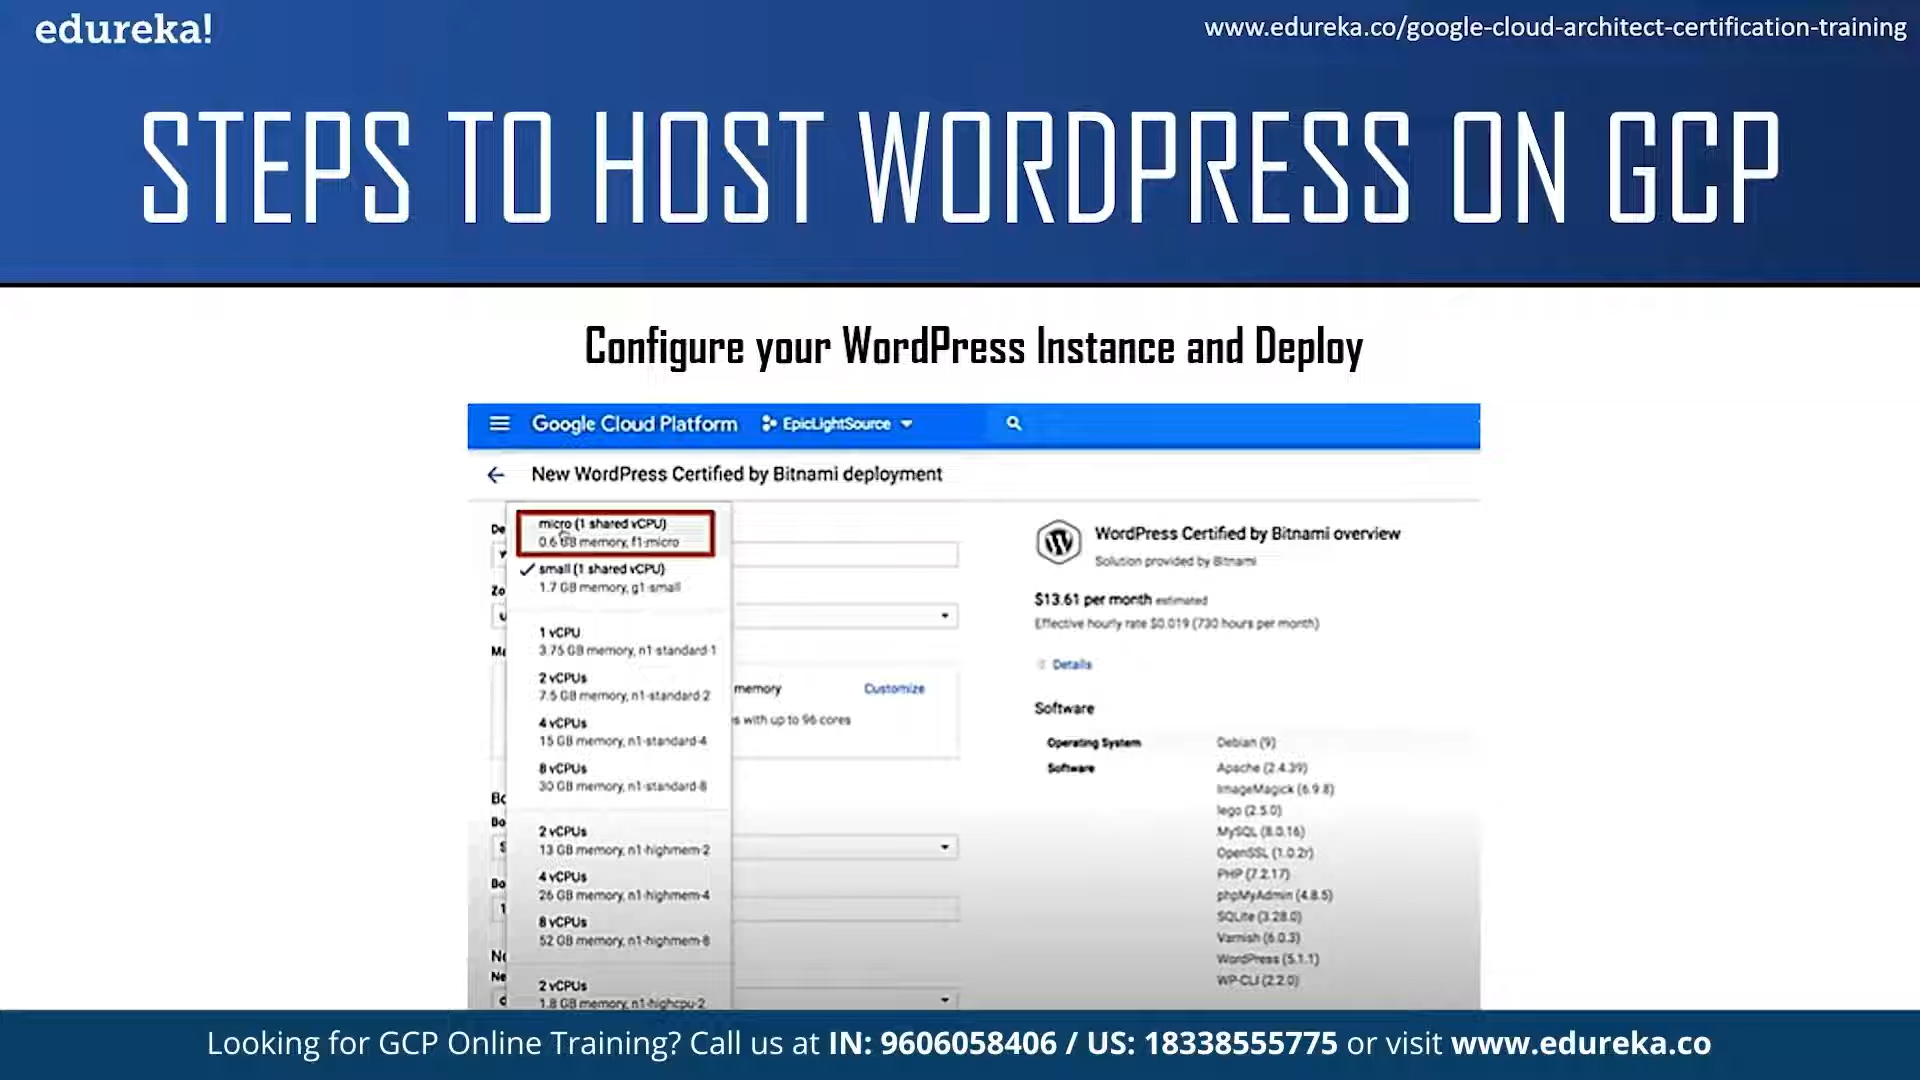 edureka!
www.edureka.co/google-cloud-architect-certification-training
STEPS TO HOST WORDPRESS ON GCP
Configure your WordPress Instance and Deploy
Google Cloud Platform
EpicLightSource
New WordPress Certified by Bitnami deployment
De
micro (1 shared vCPU)
0.6 GB memory, f1-micro
small (1 shared vCPU)
1.7 GB memory, g1-small
Zo
1 vCPU
3.75 GB memory, n1-standard-1
Ma
2 vCPUs
7.5 GB memory, n1-standard-2
4 vCPUs
15 GB memory, n1-standard-4
8 vCPUs
30 GB memory, n1-standard-8
Bo
2 vCPUs
13 GB memory, n1-highmem-2
Bo
4 vCPUs
26 GB memory, n1-highmem-4
8 vCPUs
52 GB memory, n1-highmem-8
Ne
2 vCPUs
1.8 GB memory, n1-highcpu-2
memory
Customize
s with up to 96 cores
WordPress Certified by Bitnami overview
Solution provided by Bitnami
$13.61 per month estimated
Effective hourly rate $0.019 (730 hours per month)
Details
Software
Operating System
Debian (9)
Software
Apache (2.4.39)
ImageMagick (6.9.8)
lego (2.5.0)
MySQL (8.0.16)
OpenSSL (1.0.2r)
PHP (7.2.17)
phpMyAdmin (4.8.5)
SQLite (3.28.0)
Varnish (6.0.3)
WordPress (5.1.1)
WP-CLI (2.2.0)
Looking for GCP Online Training? Call us at IN: 9606058406 / US: 18338555775 or visit www.edureka.co